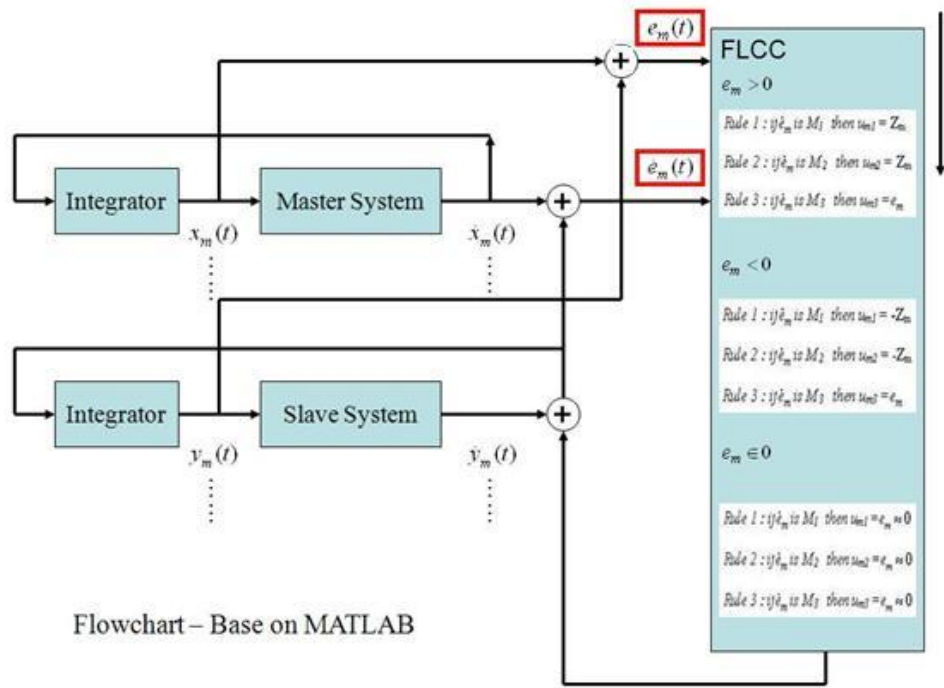 e_m(t)
FLCC
e_m > 0
Rule 1 : if ė_m is M_1 then u_m1 = Z_m
Rule 2 : if ė_m is M_2 then u_m2 = Z_m
Rule 3 : if ė_m is M_3 then u_m3 = e_m
ė_m(t)
Integrator
Master System
x_m(t)
ẋ_m(t)
e_m < 0
Rule 1 : if ė_m is M_1 then u_m1 = -Z_m
Rule 2 : if ė_m is M_2 then u_m2 = -Z_m
Rule 3 : if ė_m is M_3 then u_m3 = e_m
Integrator
Slave System
y_m(t)
ẏ_m(t)
e_m ∈ 0
Rule 1 : if ė_m is M_1 then u_m1 = e_m ≈ 0
Rule 2 : if ė_m is M_2 then u_m2 = e_m ≈ 0
Rule 3 : if ė_m is M_3 then u_m3 = e_m ≈ 0
Flowchart – Base on MATLAB